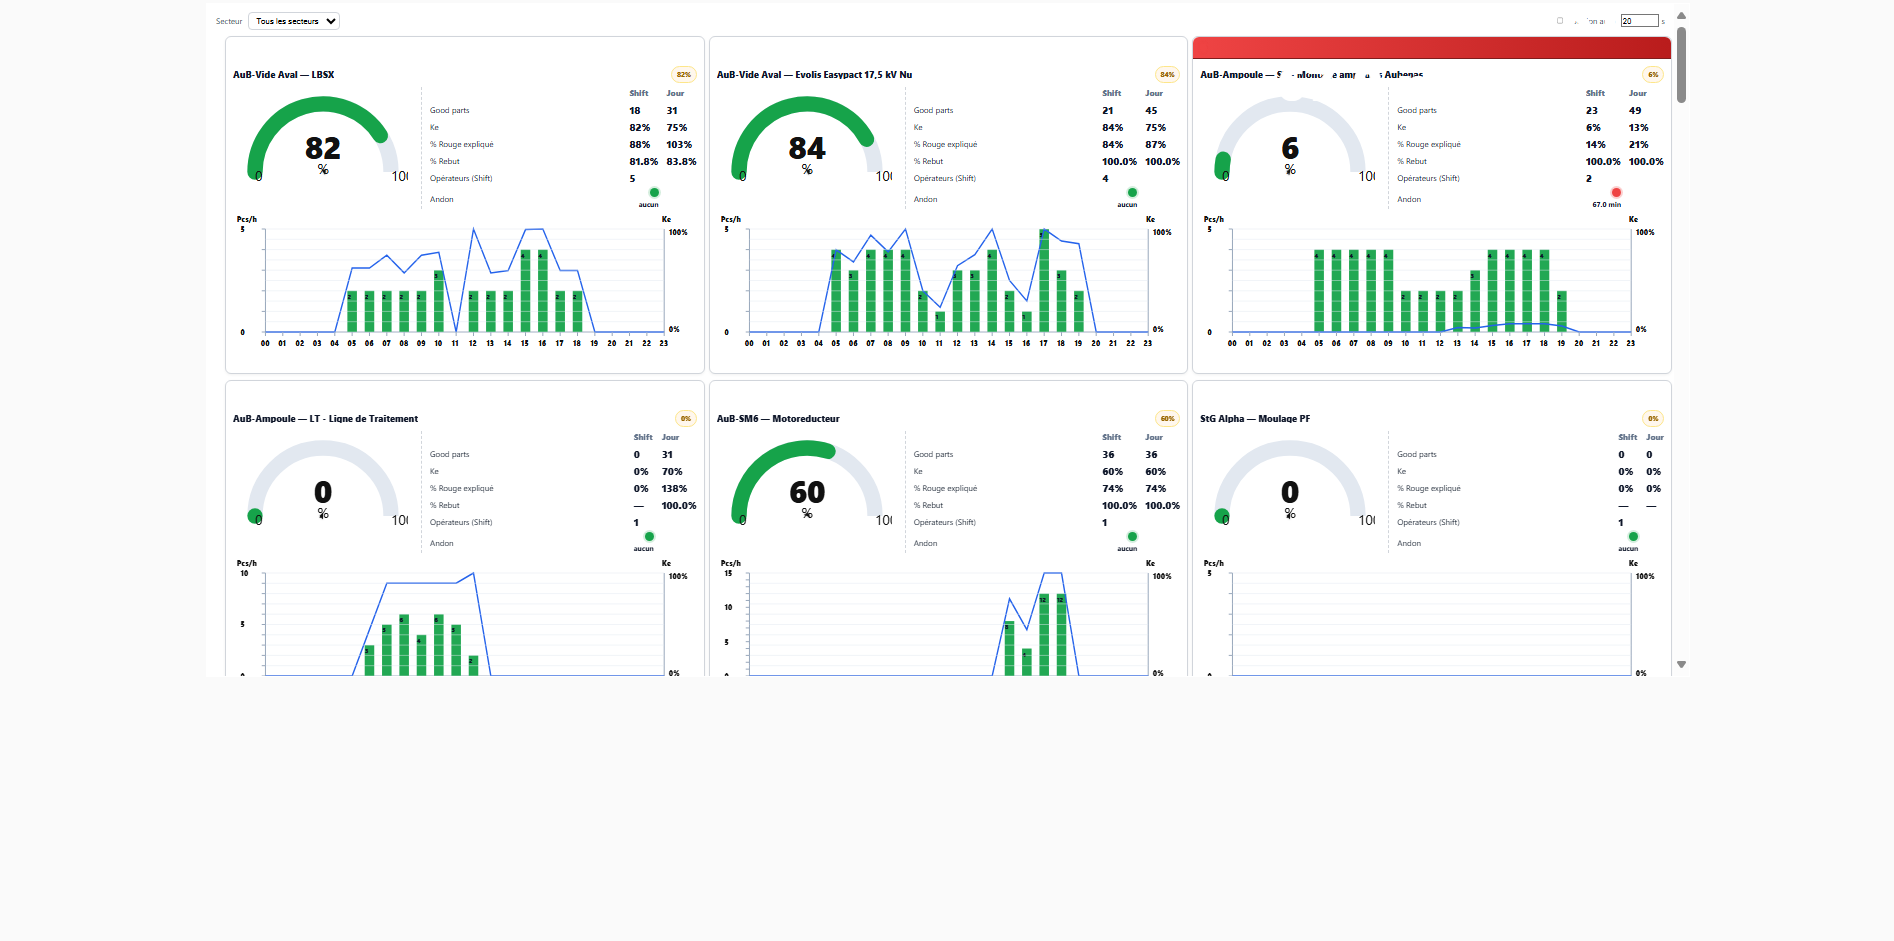 Secteur Tous les secteurs 20 s
AuB-Vide Aval — LBSX 82%
Shift Jour
Good parts 18 31
Ke 82% 75%
% Rouge expliqué 88% 103%
% Rebut 81.8% 83.8%
Opérateurs (Shift) 5
Andon aucun
82
%
0 100
Pcs/h Ke
5 100%
0 0%
00 01 02 03 04 05 06 07 08 09 10 11 12 13 14 15 16 17 18 19 20 21 22 23
AuB-Vide Aval — Evolis Easypact 17,5 kV Nu 84%
Shift Jour
Good parts 21 45
Ke 84% 75%
% Rouge expliqué 84% 87%
% Rebut 100.0% 100.0%
Opérateurs (Shift) 4
Andon aucun
84
%
0 100
Pcs/h Ke
5 100%
0 0%
00 01 02 03 04 05 06 07 08 09 10 11 12 13 14 15 16 17 18 19 20 21 22 23
AuB-Ampoule — Aubenas 6%
Shift Jour
Good parts 23 49
Ke 6% 13%
% Rouge expliqué 14% 21%
% Rebut 100.0% 100.0%
Opérateurs (Shift) 2
Andon 67.0 min
6
%
0 100
Pcs/h Ke
5 100%
0 0%
00 01 02 03 04 05 06 07 08 09 10 11 12 13 14 15 16 17 18 19 20 21 22 23
AuB-Ampoule — LT - Ligne de Traitement 0%
Shift Jour
Good parts 0 31
Ke 0% 70%
% Rouge expliqué 0% 138%
% Rebut — 100.0%
Opérateurs (Shift) 1
Andon aucun
0
%
0 100
Pcs/h Ke
10 100%
5
0%
AuB-SM6 — Motoreducteur 60%
Shift Jour
Good parts 36 36
Ke 60% 60%
% Rouge expliqué 74% 74%
% Rebut 100.0% 100.0%
Opérateurs (Shift) 1
Andon aucun
60
%
0 100
Pcs/h Ke
15 100%
10
5
0%
StG Alpha — Moulage PF 0%
Shift Jour
Good parts 0 0
Ke 0% 0%
% Rouge expliqué 0% 0%
% Rebut — —
Opérateurs (Shift) 1
Andon aucun
0
%
0 100
Pcs/h Ke
5 100%
0%